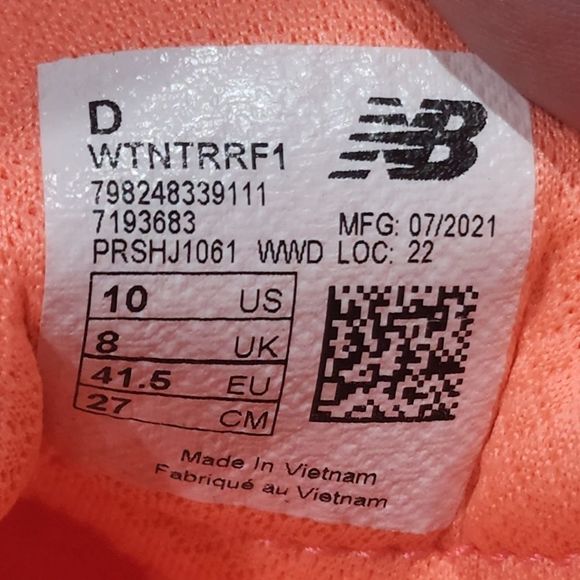 D
NB
WTNTRRF1
798248339111
7193683 MFG: 07/2021
PRSHJ1061 WWD LOC: 22
10 US
8 UK
41.5 EU
27 CM
Made In Vietnam
Fabriqué au Vietnam